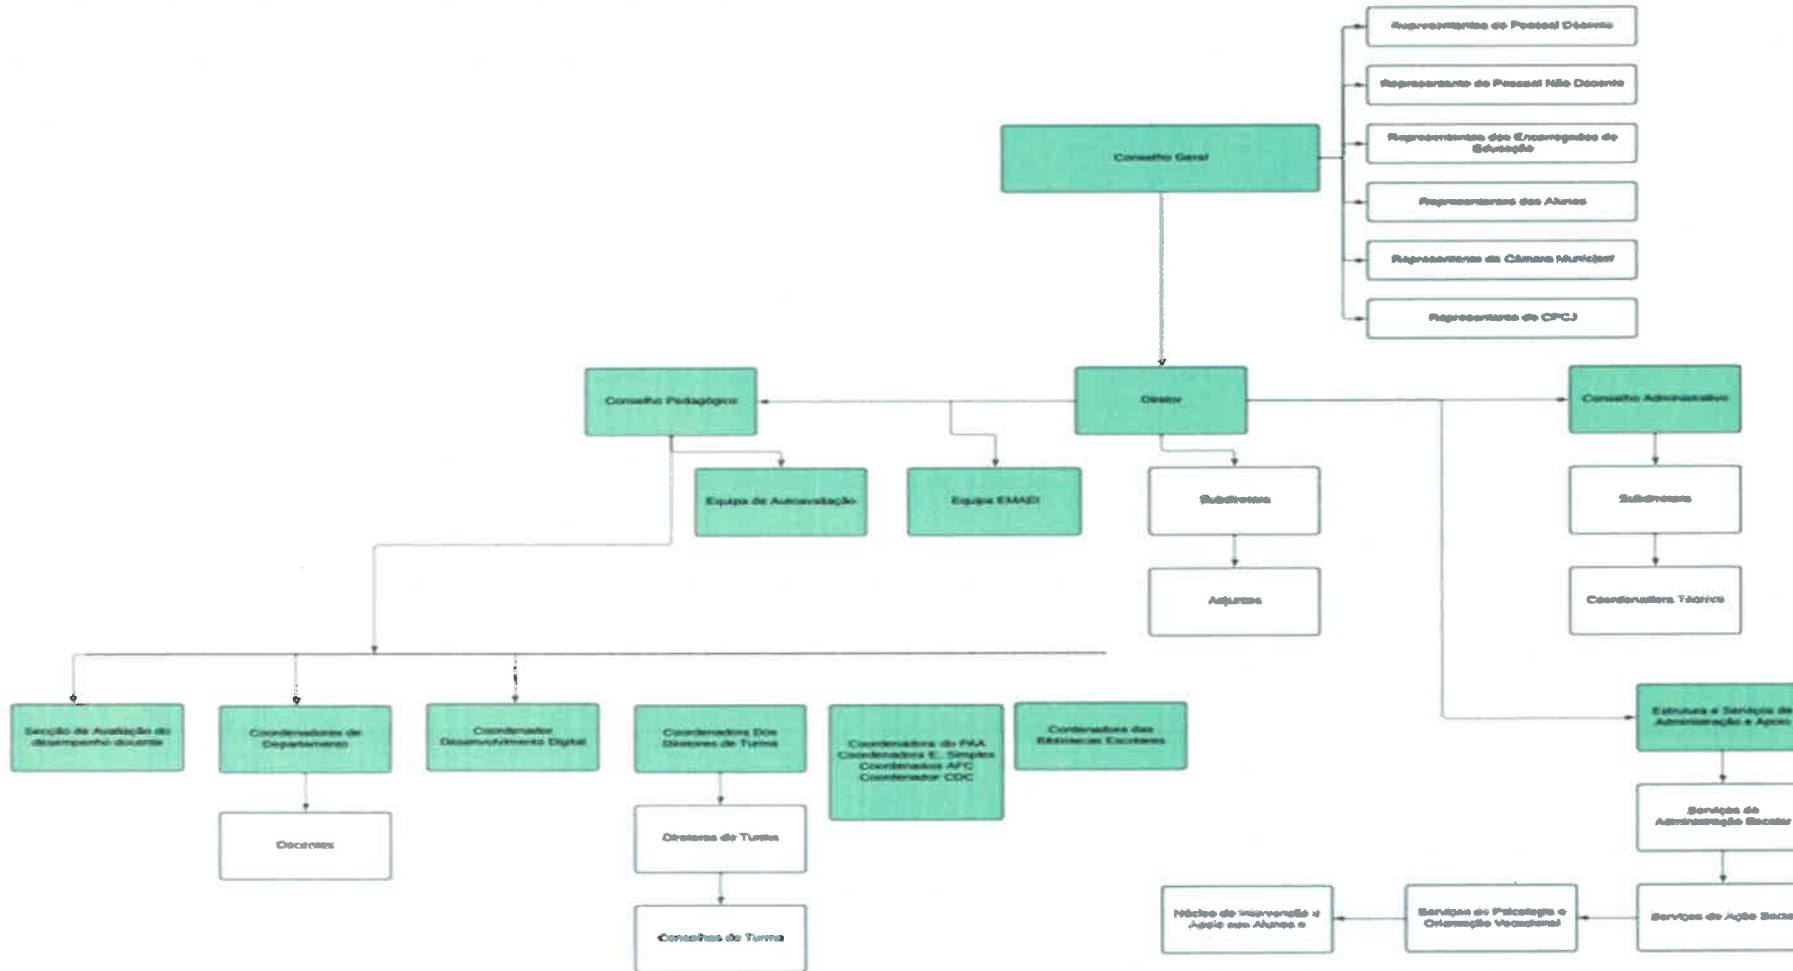 Representantes do Pessoal Docente
Representante do Pessoal Não Docente
Conselho Geral
Representantes dos Encarregados de
Educação
Representantes dos Alunos
Representante da Câmara Municipal
Representante do CPCJ
Conselho Pedagógico
Diretor
Conselho Administrativo
Equipa de Autoavaliação
Equipa EMAEI
Subdiretora
Subdiretora
Adjuntos
Coordenadora Técnica
Secção de Avaliação do
desempenho docente
Coordenadores de
Departamento
Coordenador
Desenvolvimento Digital
Coordenadora Dos
Diretores de Turma
Coordenadora do PAA
Coordenadora E. Simplex
Coordenadora AFC
Coordenador CDC
Cordenadora das
Bibliotecas Escolares
Estrutura e Serviços de
Administração e Apoio
Docentes
Diretores de Turma
Conselhos de Turma
Serviços de
Administração Escolar
Serviços de Ação Socia
Serviços de Psicologia e
Orientação Vocacional
Núcleo de Intervenção e
Apoio aos Alunos e